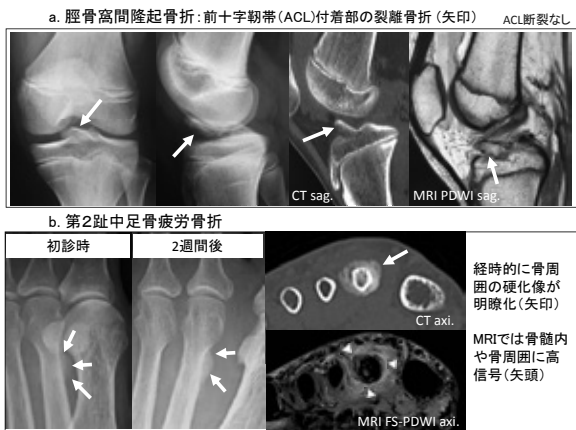 a. 脛骨窩間隆起骨折：前十字靭帯（ACL）付着部の裂離骨折（矢印）
ACL断裂なし
CT sag.
MRI PDWI sag.
b. 第２趾中足骨疲労骨折
初診時
2週間後
CT axi.
MRI FS-PDWI axi.
経時的に骨周
囲の硬化像が
明瞭化（矢印）
MRIでは骨髄内
や骨周囲に高
信号（矢頭）